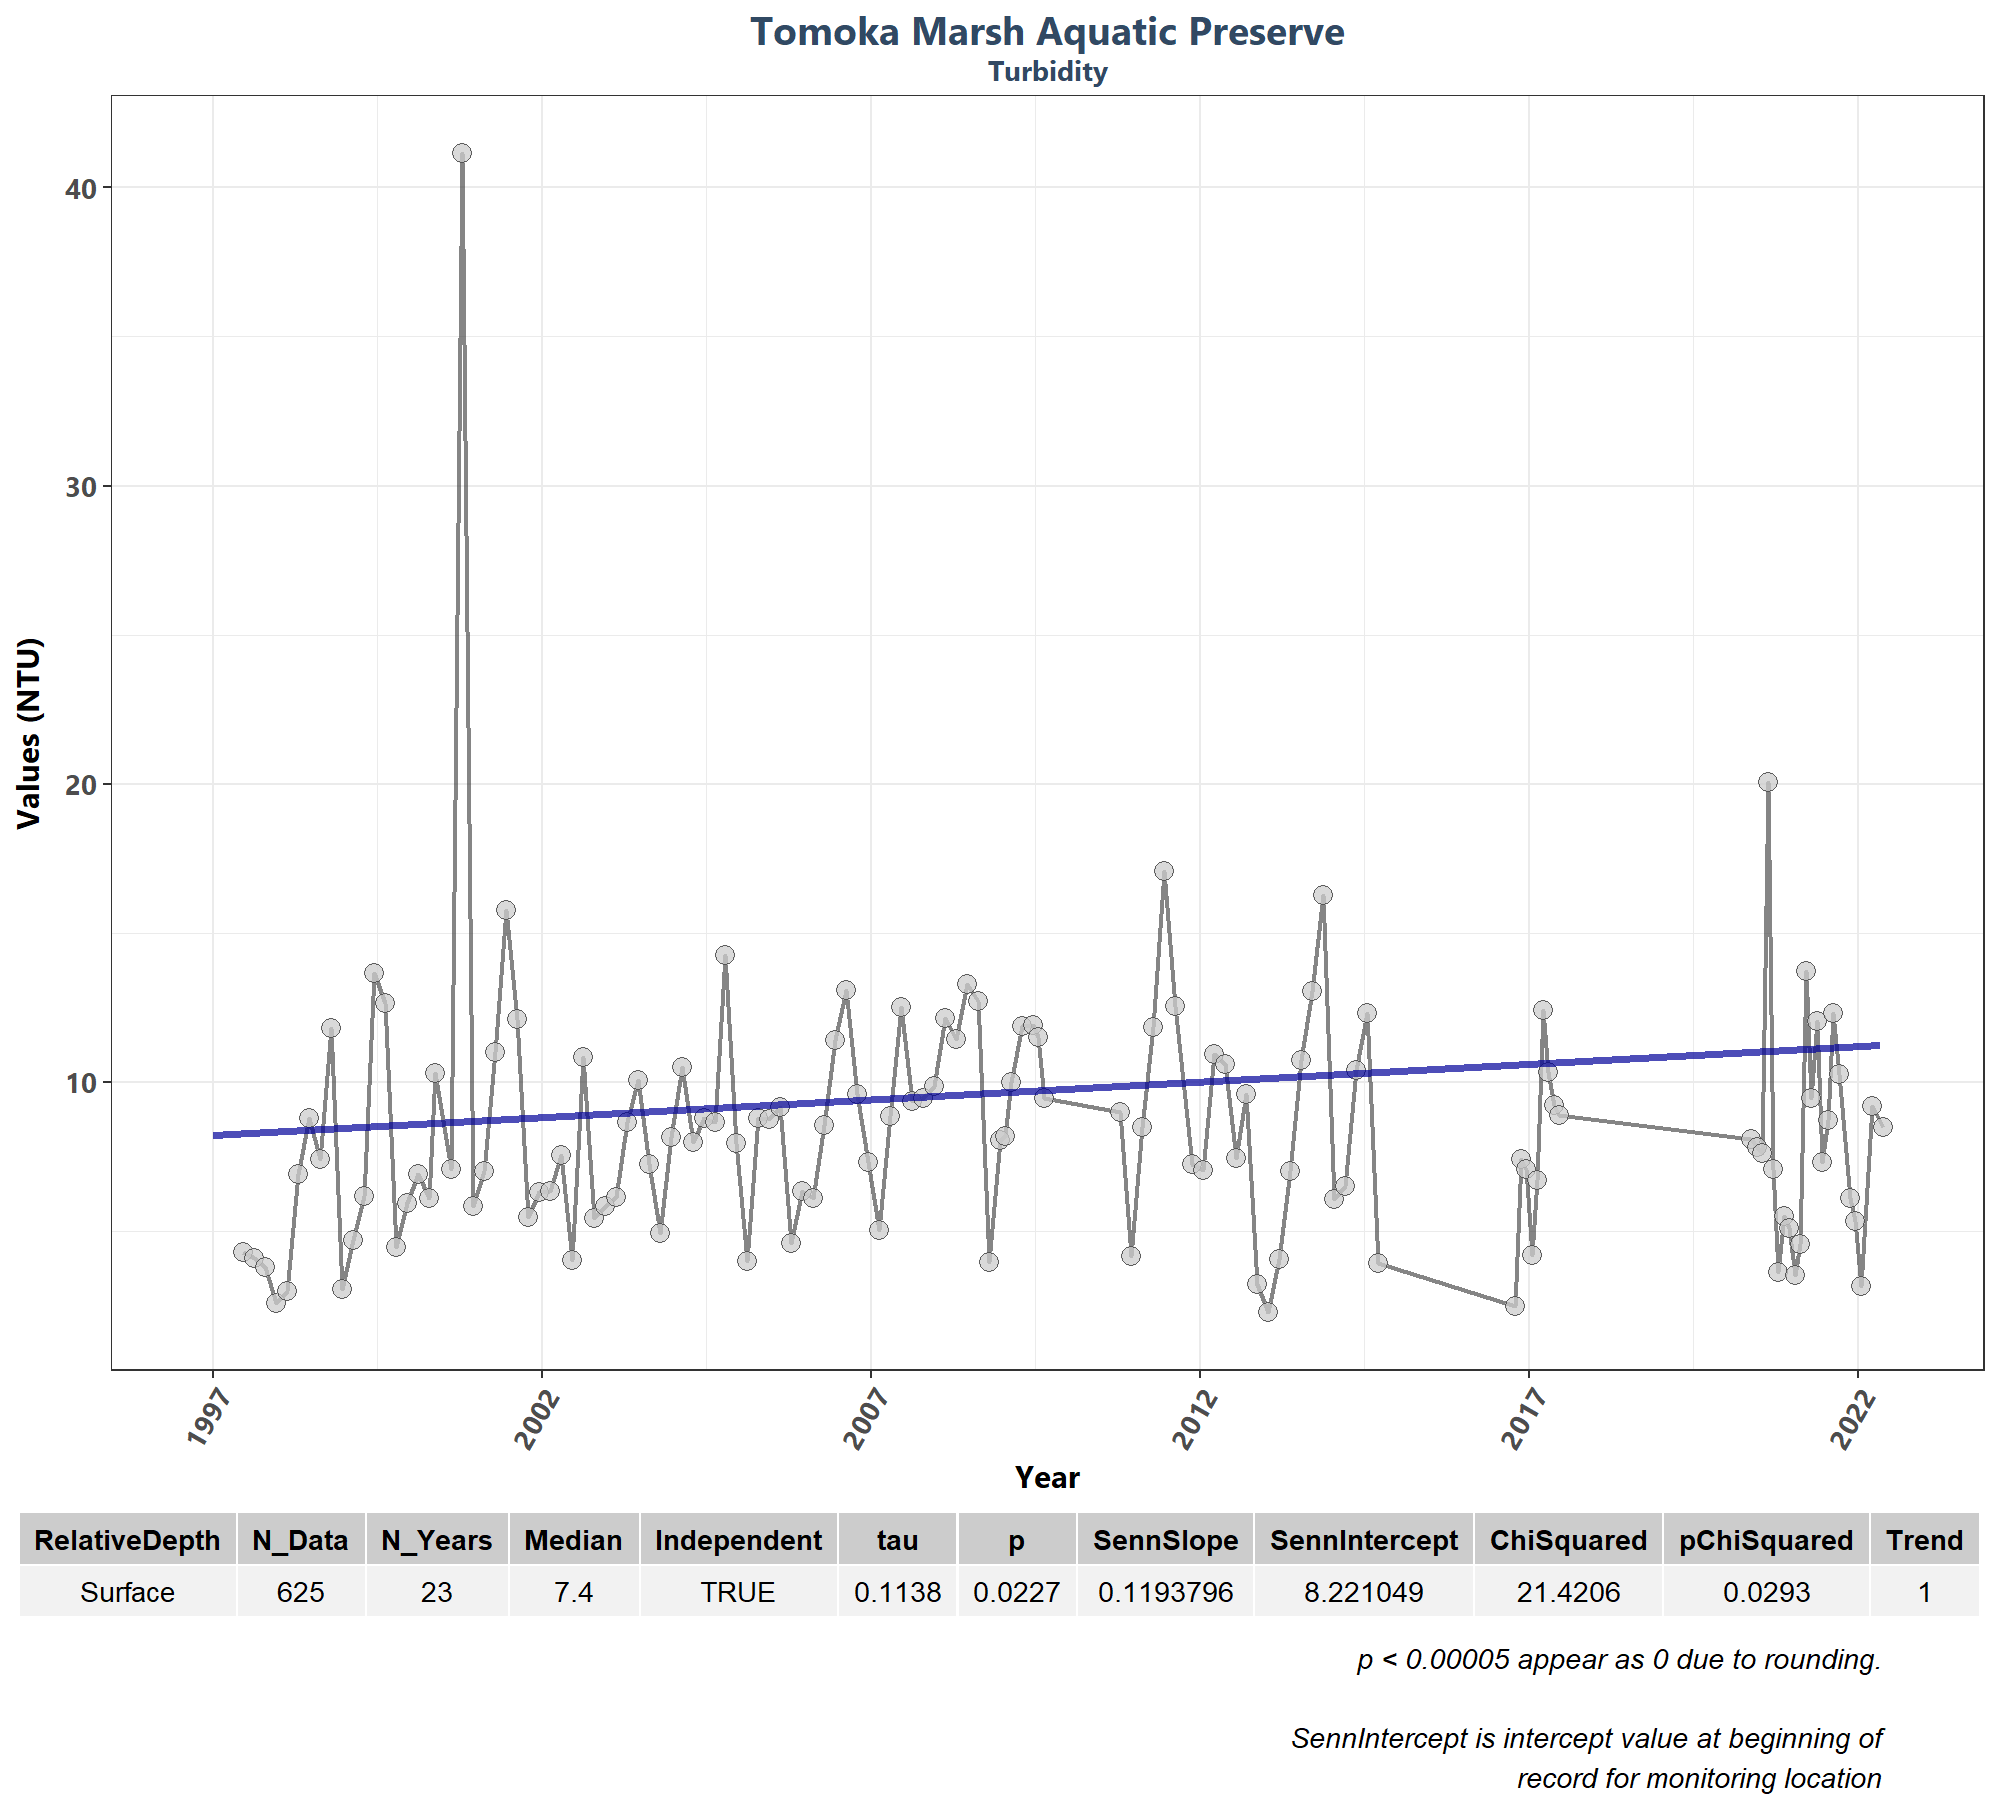 Tomoka Marsh Aquatic Preserve
Turbidity
Values (NTU)
40
30
20
10
1997
2002
2007
2012
2017
2022
Year
RelativeDepth N_Data N_Years Median Independent tau p SennSlope SennIntercept ChiSquared pChiSquared Trend
Surface 625 23 7.4 TRUE 0.1138 0.0227 0.1193796 8.221049 21.4206 0.0293 1
p < 0.00005 appear as 0 due to rounding.
SennIntercept is intercept value at beginning of
record for monitoring location